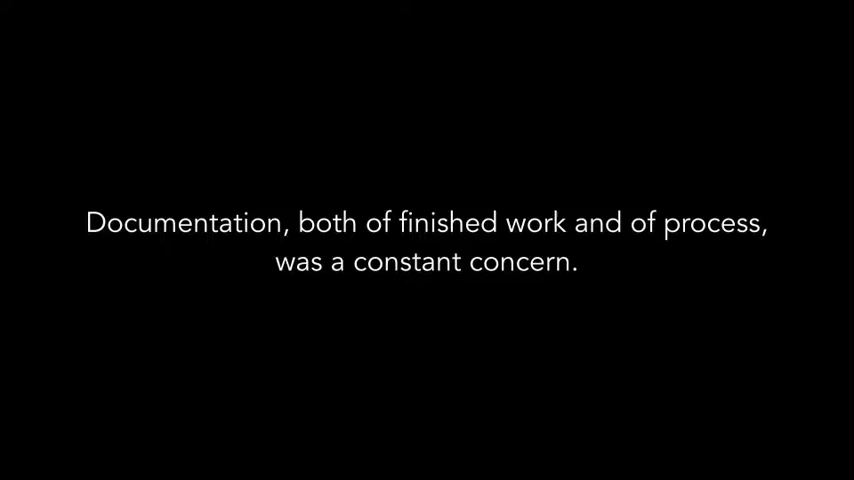 Documentation, both of finished work and of process,
was a constant concern.